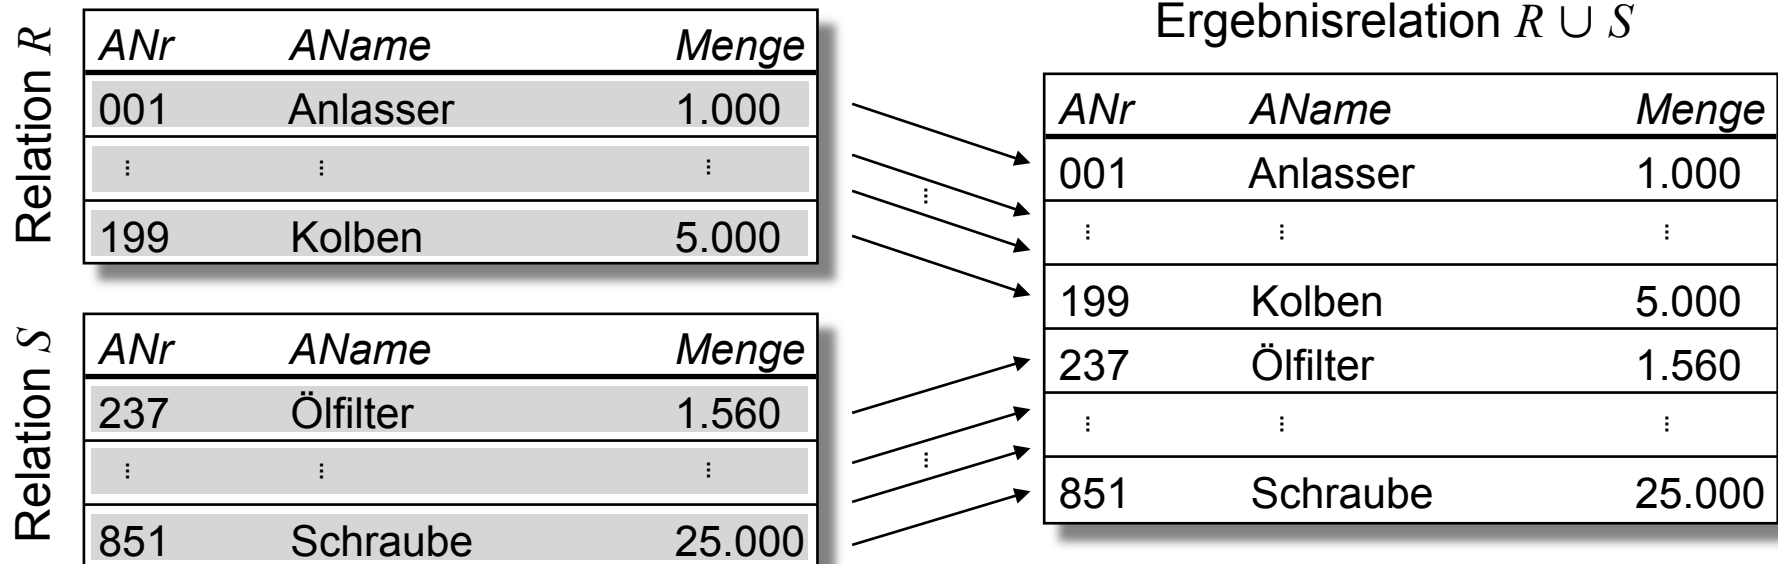 Relation R
ANr AName Menge
001 Anlasser 1.000
⋮ ⋮ ⋮
199 Kolben 5.000
Relation S
ANr AName Menge
237 Ölfilter 1.560
⋮ ⋮ ⋮
851 Schraube 25.000
⋮
⋮
Ergebnisrelation R ∪ S
ANr AName Menge
001 Anlasser 1.000
⋮ ⋮ ⋮
199 Kolben 5.000
237 Ölfilter 1.560
⋮ ⋮ ⋮
851 Schraube 25.000